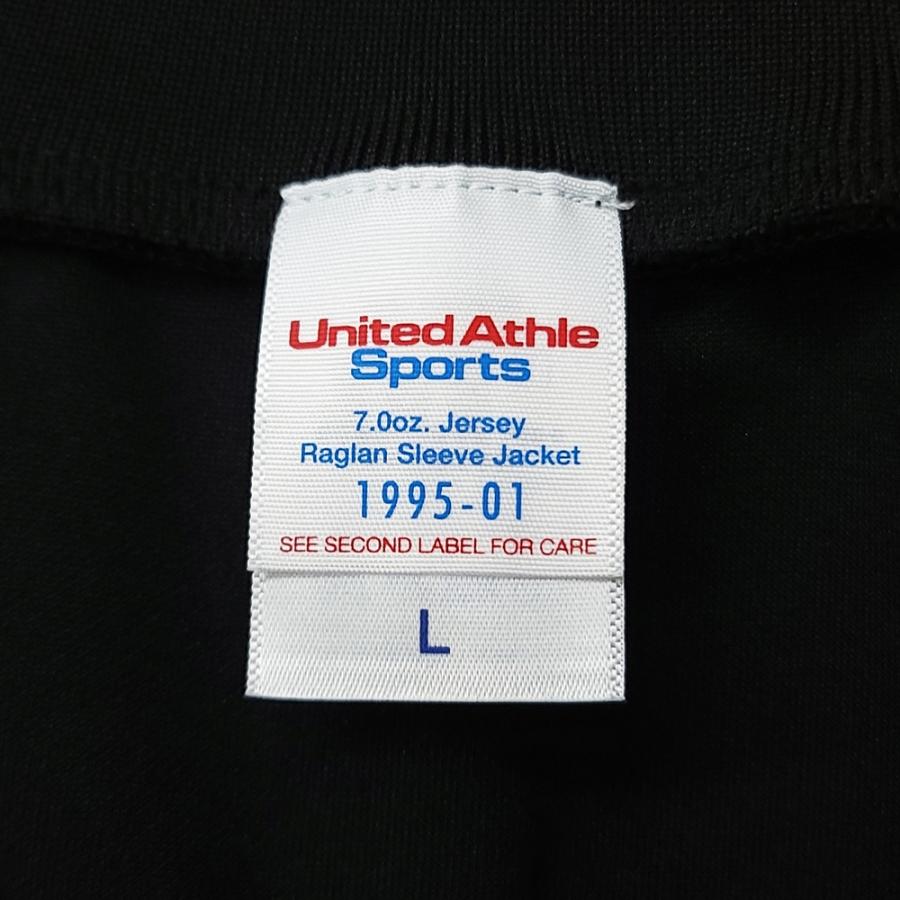 United Athle
Sports
7.0oz. Jersey
Raglan Sleeve Jacket
1995-01
SEE SECOND LABEL FOR CARE
L